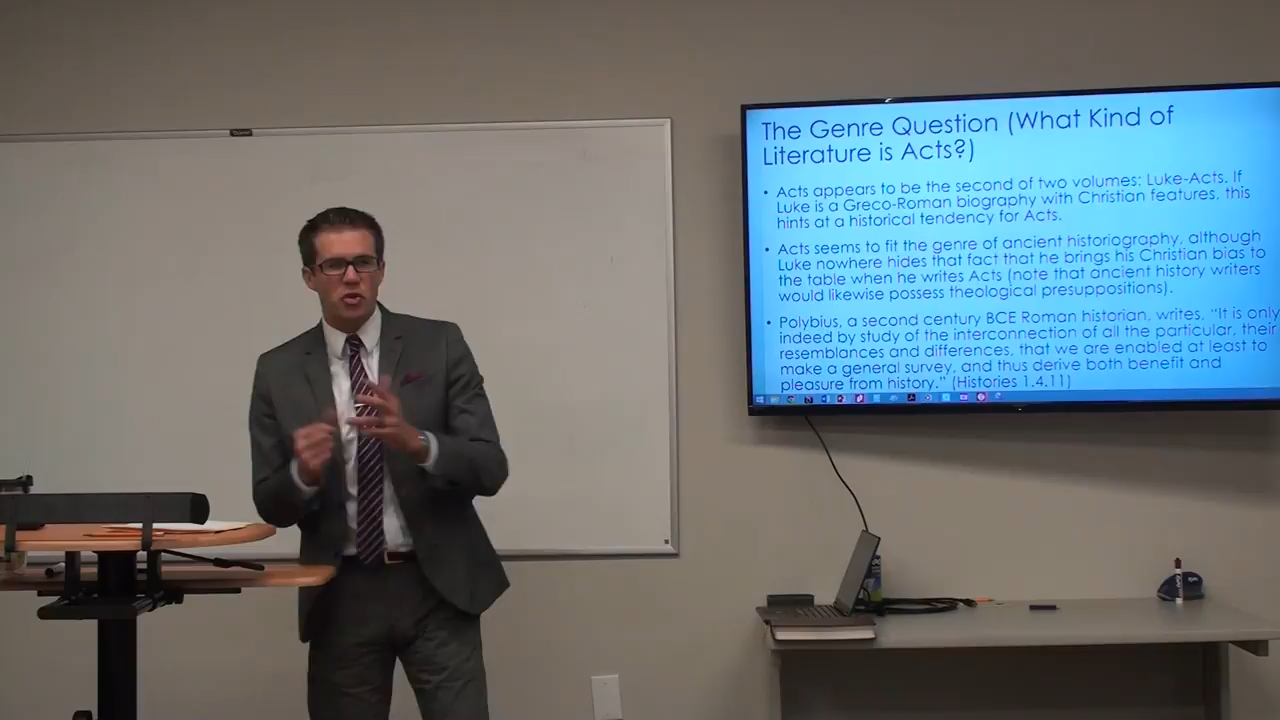 The Genre Question (What Kind of
Literature is Acts?)
• Acts appears to be the second of two volumes: Luke-Acts. If
Luke is a Greco-Roman biography with Christian features, this
hints at a historical tendency for Acts.
• Acts seems to fit the genre of ancient historiography, although
Luke nowhere hides that fact that he brings his Christian bias to
the table when he writes Acts (note that ancient history writers
would likewise possess theological presuppositions).
• Polybius, a second century BCE Roman historian, writes, “It is only
indeed by study of the interconnection of all the particular, their
resemblances and differences, that we are enabled at least to
make a general survey, and thus derive both benefit and
pleasure from history.” (Histories 1.4.11)